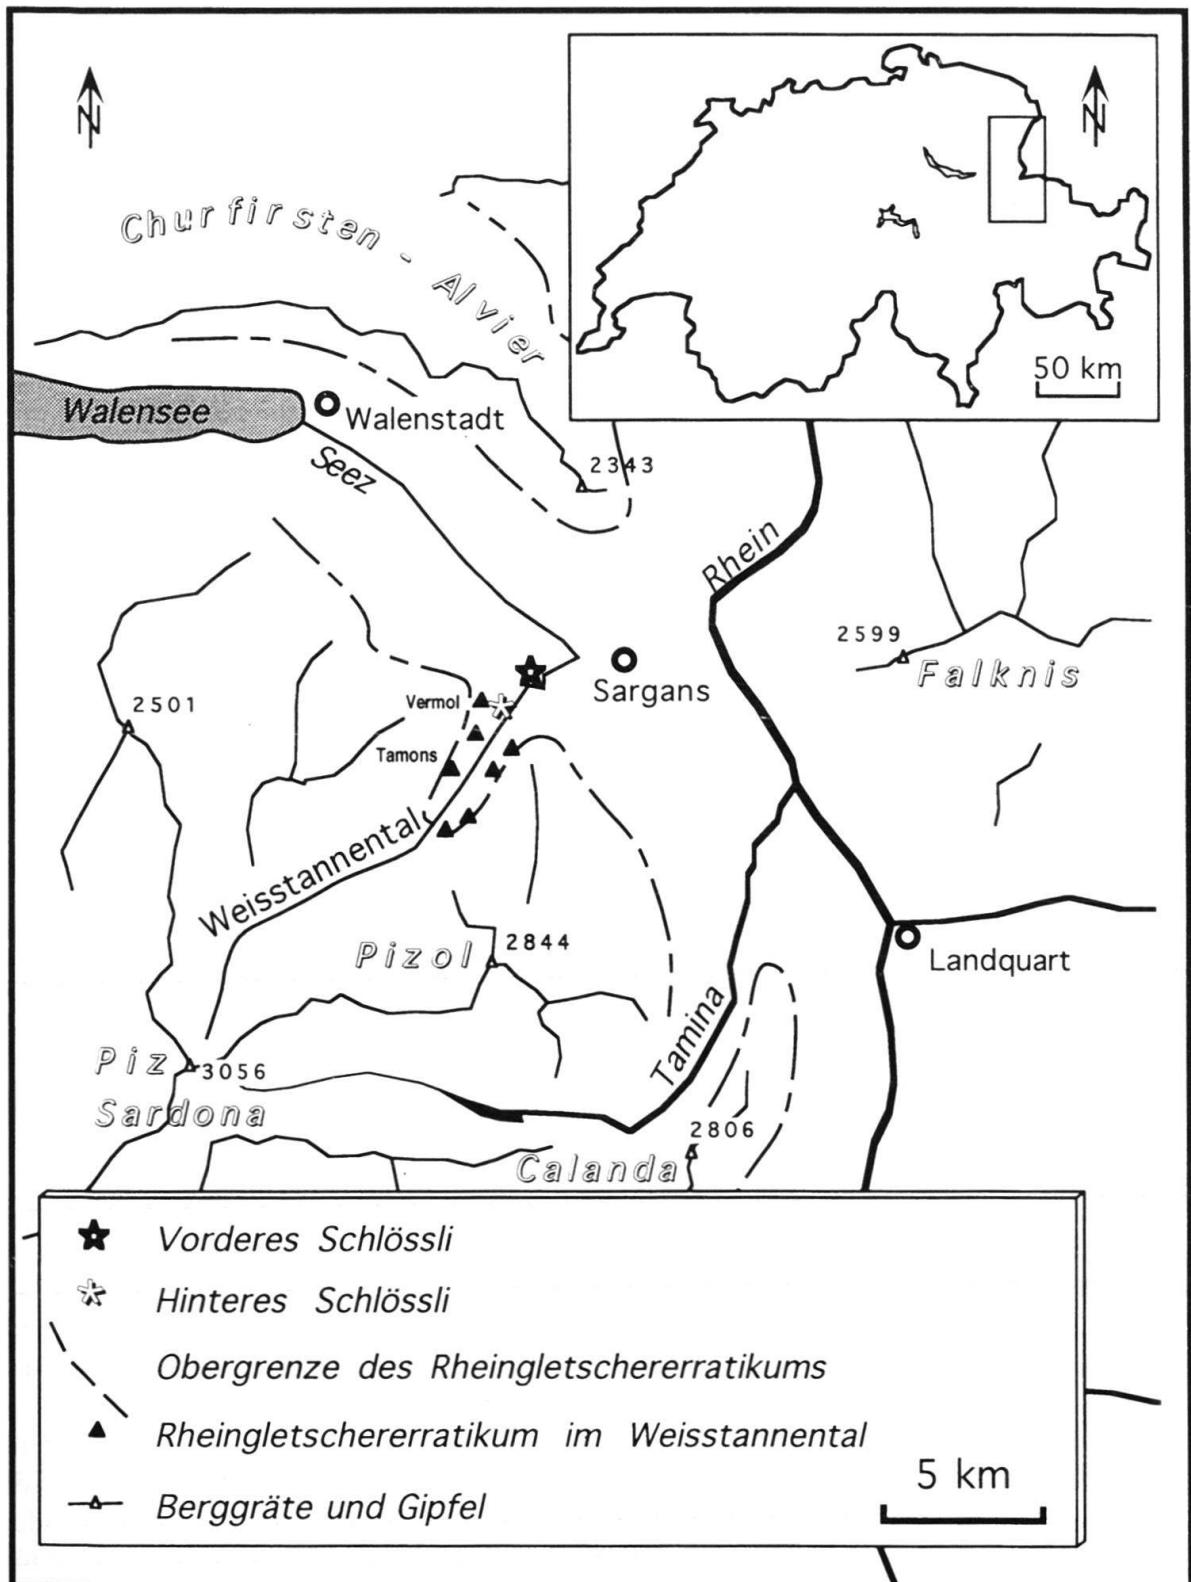 N
N
Churfirsten - Alvier
50 km
Walensee
Walenstadt
Seez
2343
Rhein
2599
Falknis
Sargans
Vermol
2501
Tamons
Weisstannental
Pizol
2844
Landquart
Tamina
Piz
3056
Sardona
2806
Calanda
Vorderes Schlössli
Hinteres Schlössli
Obergrenze des Rheingletschererratikums
Rheingletschererratikum im Weisstannental
5 km
Berggräte und Gipfel